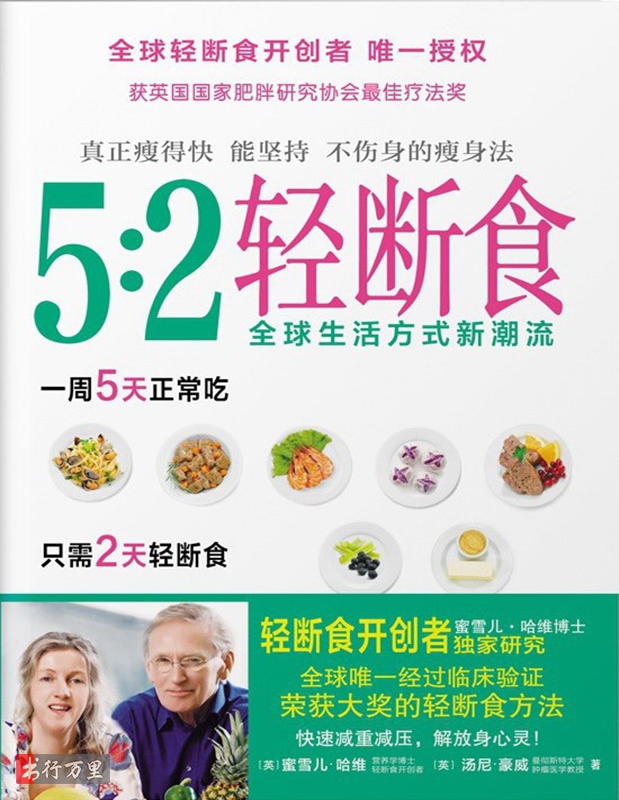 全球轻断食开创者 唯一授权
获英国国家肥胖研究协会最佳疗法奖
真正瘦得快 能坚持 不伤身的瘦身法
5:2轻断食
全球生活方式新潮流
一周5天正常吃
只需2天轻断食
轻断食开创者 蜜雪儿·哈维博士
独家研究
全球唯一经过临床验证
荣获大奖的轻断食方法
快速减重减压，解放身心灵！
[英] 蜜雪儿·哈维 营养学博士 轻断食开创者 [英] 汤尼·豪威 曼彻斯特大学 肿瘤医学教授 著
书行万里